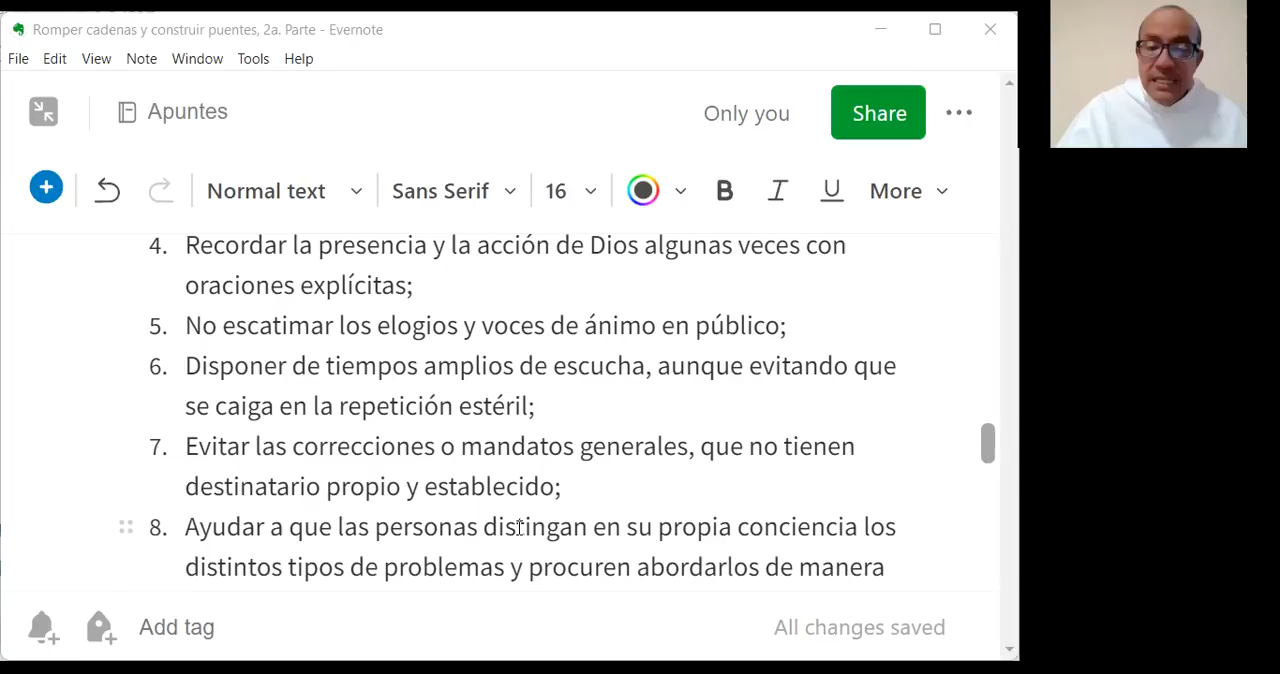 Romper cadenas y construir puentes, 2a. Parte - Evernote
File Edit View Note Window Tools Help
Apuntes Only you Share
Normal text Sans Serif 16 B I U More
4. Recordar la presencia y la acción de Dios algunas veces con
oraciones explícitas;
5. No escatimar los elogios y voces de ánimo en público;
6. Disponer de tiempos amplios de escucha, aunque evitando que
se caiga en la repetición estéril;
7. Evitar las correcciones o mandatos generales, que no tienen
destinatario propio y establecido;
8. Ayudar a que las personas distingan en su propia conciencia los
distintos tipos de problemas y procuren abordarlos de manera
Add tag All changes saved